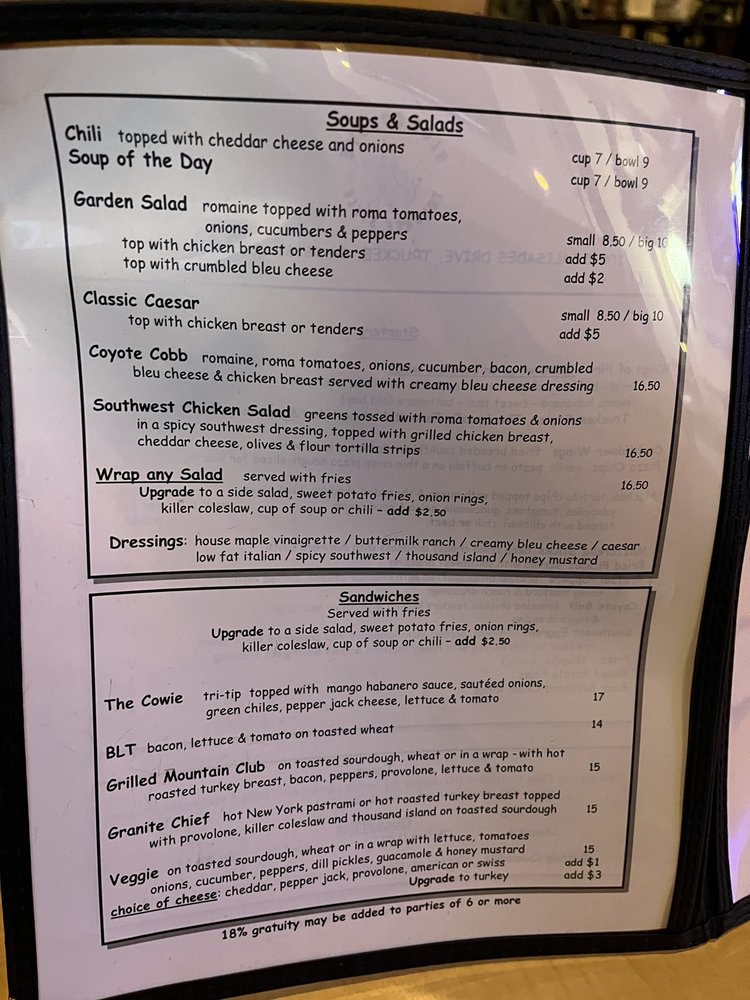 Soups & Salads
Chili topped with cheddar cheese and onions cup 7 / bowl 9
Soup of the Day cup 7 / bowl 9
Garden Salad romaine topped with roma tomatoes,
onions, cucumbers & peppers small 8.50 / big 10
top with chicken breast or tenders add $5
top with crumbled bleu cheese add $2
Classic Caesar small 8.50 / big 10
top with chicken breast or tenders add $5
Coyote Cobb romaine, roma tomatoes, onions, cucumber, bacon, crumbled
bleu cheese & chicken breast served with creamy bleu cheese dressing 16.50
Southwest Chicken Salad greens tossed with roma tomatoes & onions
in a spicy southwest dressing, topped with grilled chicken breast,
cheddar cheese, olives & flour tortilla strips 16.50
Wrap any Salad served with fries 16.50
Upgrade to a side salad, sweet potato fries, onion rings,
killer coleslaw, cup of soup or chili - add $2.50
Dressings: house maple vinaigrette / buttermilk ranch / creamy bleu cheese / caesar
low fat italian / spicy southwest / thousand island / honey mustard
Sandwiches
Served with fries
Upgrade to a side salad, sweet potato fries, onion rings,
killer coleslaw, cup of soup or chili - add $2.50
The Cowie tri-tip topped with mango habanero sauce, sautéed onions,
green chiles, pepper jack cheese, lettuce & tomato 17
BLT bacon, lettuce & tomato on toasted wheat 14
Grilled Mountain Club on toasted sourdough, wheat or in a wrap - with hot
roasted turkey breast, bacon, peppers, provolone, lettuce & tomato 15
Granite Chief hot New York pastrami or hot roasted turkey breast topped
with provolone, killer coleslaw and thousand island on toasted sourdough 15
Veggie on toasted sourdough, wheat or in a wrap with lettuce, tomatoes
onions, cucumber, peppers, dill pickles, guacamole & honey mustard 15
choice of cheese: cheddar, pepper jack, provolone, american or swiss add $1
Upgrade to turkey add $3
18% gratuity may be added to parties of 6 or more